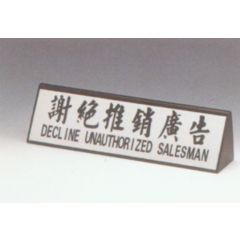 謝絕推銷廣告
DECLINE UNAUTHORIZED SALESMAN